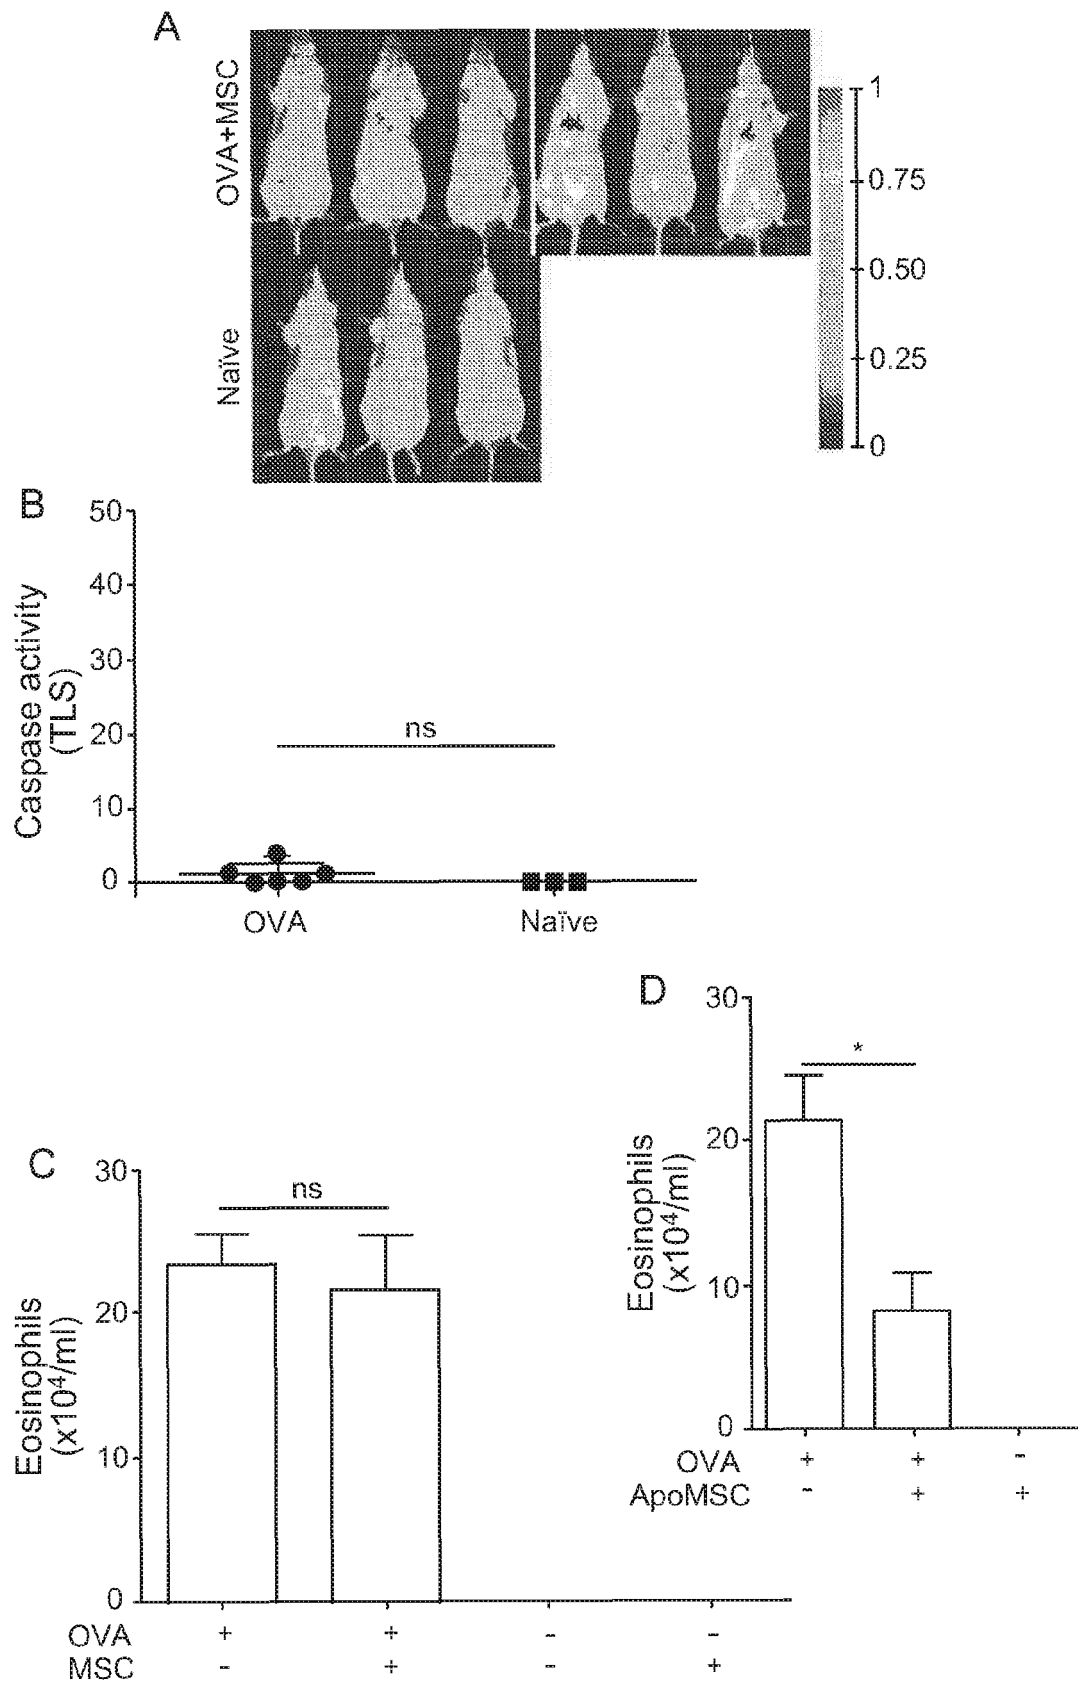 A
OVA+MSC
Naïve
1
0.75
0.50
0.25
0
B
Caspase activity
(TLS)
50
40
30
20
10
0
ns
OVA
Naïve
C
Eosinophils
(x10⁴/ml)
30
20
10
0
ns
OVA + + - -
MSC - + - +
D
Eosinophils
(x10⁴/ml)
30
20
10
0
*
OVA + + -
ApoMSC - + +